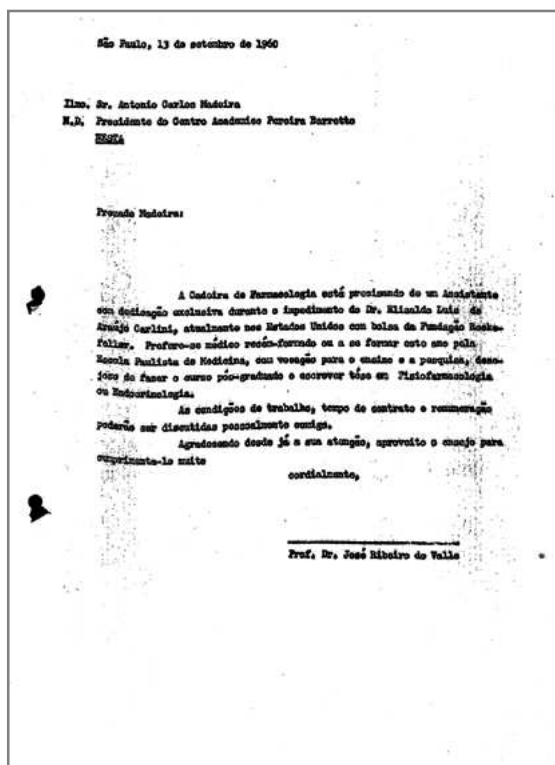 São Paulo, 13 de setembro de 1960
Ilmo. Sr. Antonio Carlos Madeira
M.D. Presidente do Centro Academico Pereira Barretto
NESTA
Prezado Madeira:
A Cadeira de Farmacologia está precisando de um Assistente
com dedicação exclusiva durante o impedimento do Dr. Elisaldo Luiz de
Araujo Carlini, atualmente nos Estados Unidos com bolsa da Fundação Rocke-
feller. Prefere-se médico recém-formado ou a se formar este ano pela
Escola Paulista de Medicina, com vocação para o ensino e a pesquisa, dese-
joso de fazer o curso pós-graduado e escrever tése em Fisiofarmacologia
ou Endocrinologia.
As condições de trabalho, tempo de contrato e remuneração
poderão ser discutidas pessoalmente comigo.
Agradecendo desde já a sua atenção, aproveito o ensejo para
cumprimenta-lo muito
cordialmente,
Prof. Dr. José Ribeiro do Valle